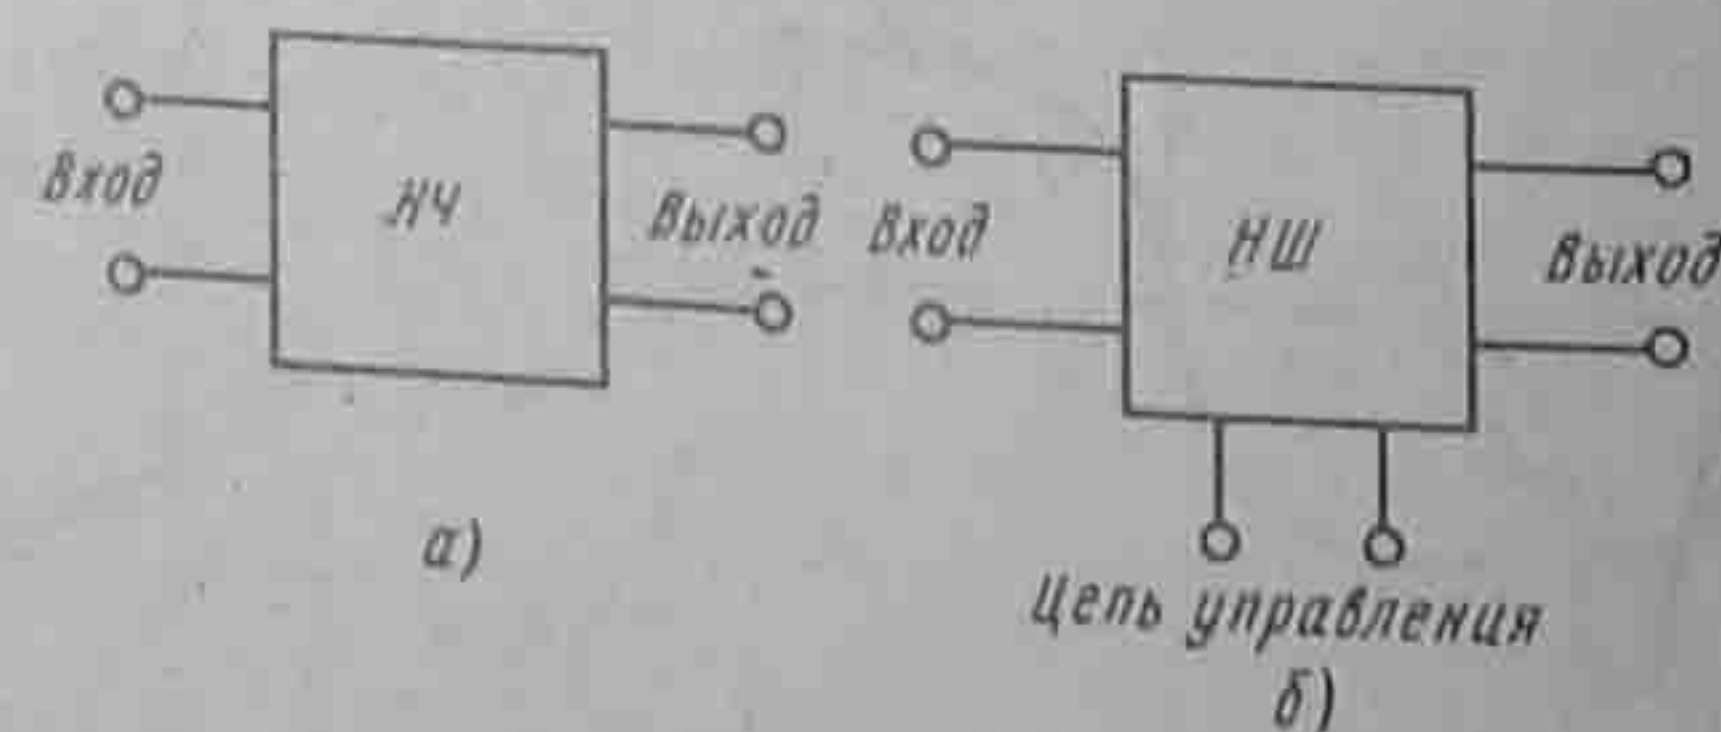 Вход
НЧ
Выход
а)
Вход
НШ
Выход
Цепь управления
б)